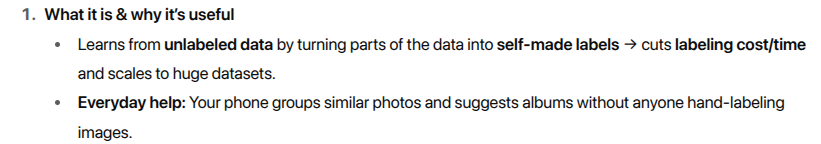 1. What it is & why it's useful
• Learns from unlabeled data by turning parts of the data into self-made labels → cuts labeling cost/time
and scales to huge datasets.
• Everyday help: Your phone groups similar photos and suggests albums without anyone hand-labeling
images.